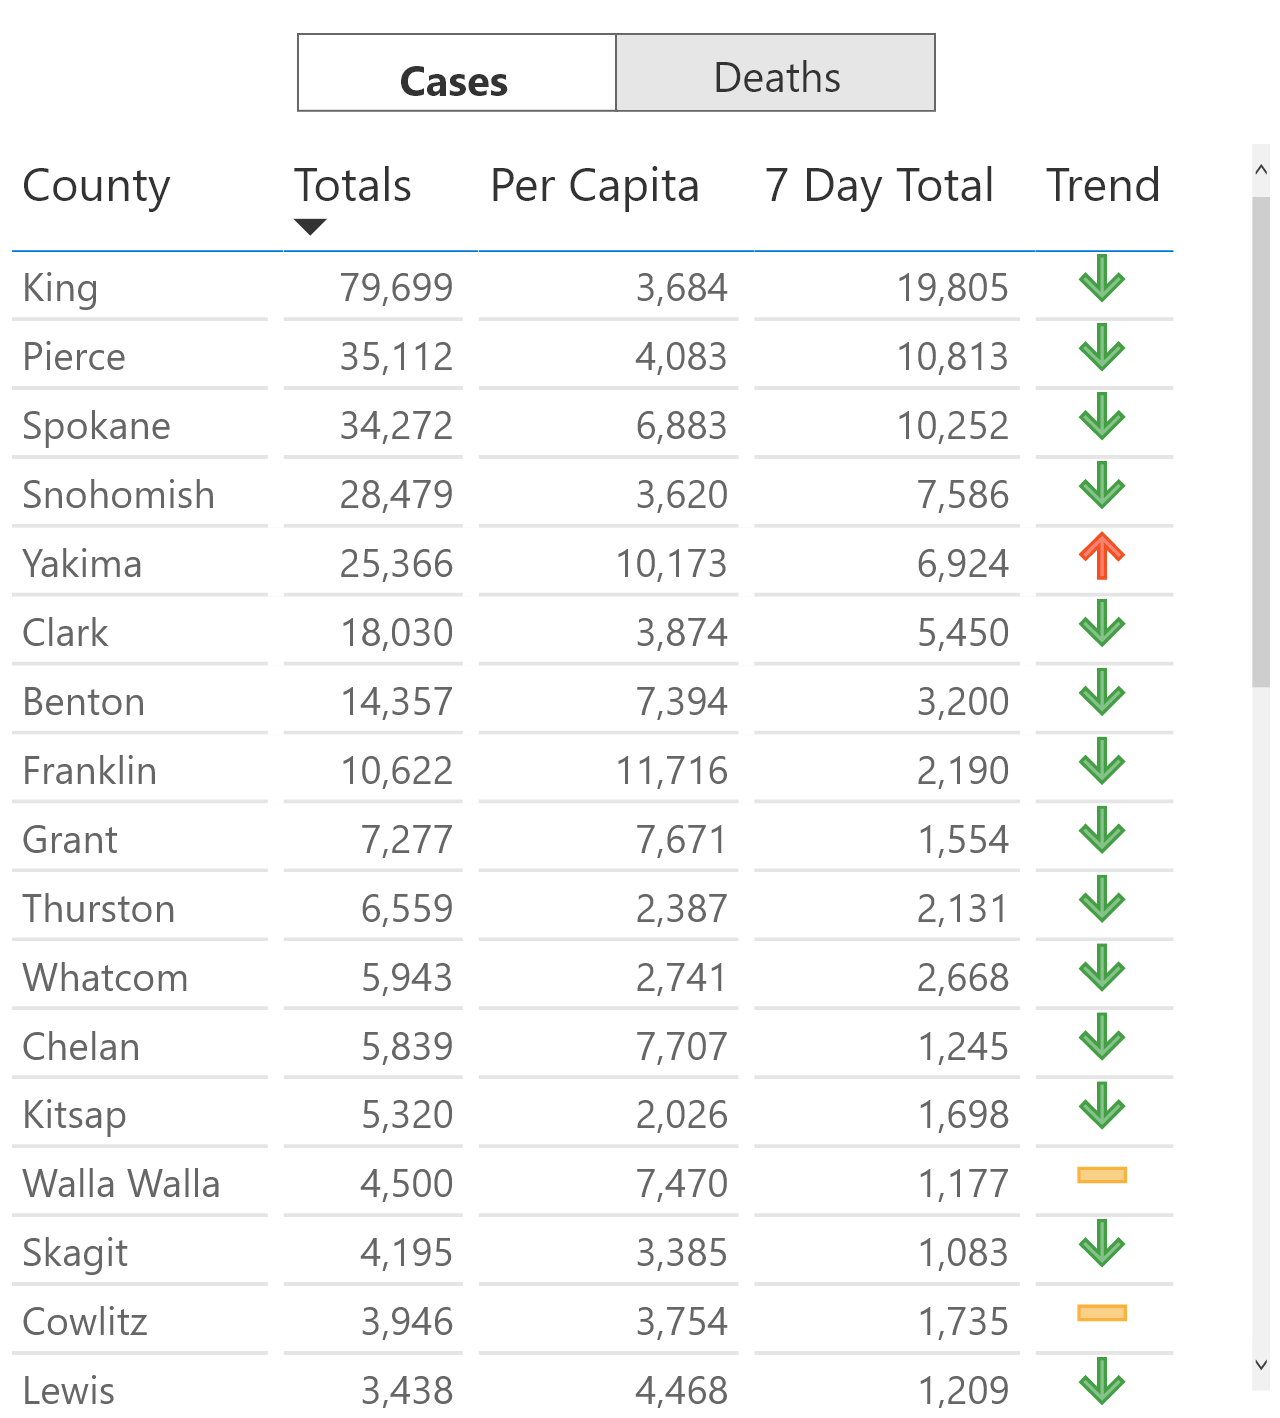 Cases Deaths
County Totals Per Capita 7 Day Total Trend
King 79,699 3,684 19,805
Pierce 35,112 4,083 10,813
Spokane 34,272 6,883 10,252
Snohomish 28,479 3,620 7,586
Yakima 25,366 10,173 6,924
Clark 18,030 3,874 5,450
Benton 14,357 7,394 3,200
Franklin 10,622 11,716 2,190
Grant 7,277 7,671 1,554
Thurston 6,559 2,387 2,131
Whatcom 5,943 2,741 2,668
Chelan 5,839 7,707 1,245
Kitsap 5,320 2,026 1,698
Walla Walla 4,500 7,470 1,177
Skagit 4,195 3,385 1,083
Cowlitz 3,946 3,754 1,735
Lewis 3,438 4,468 1,209